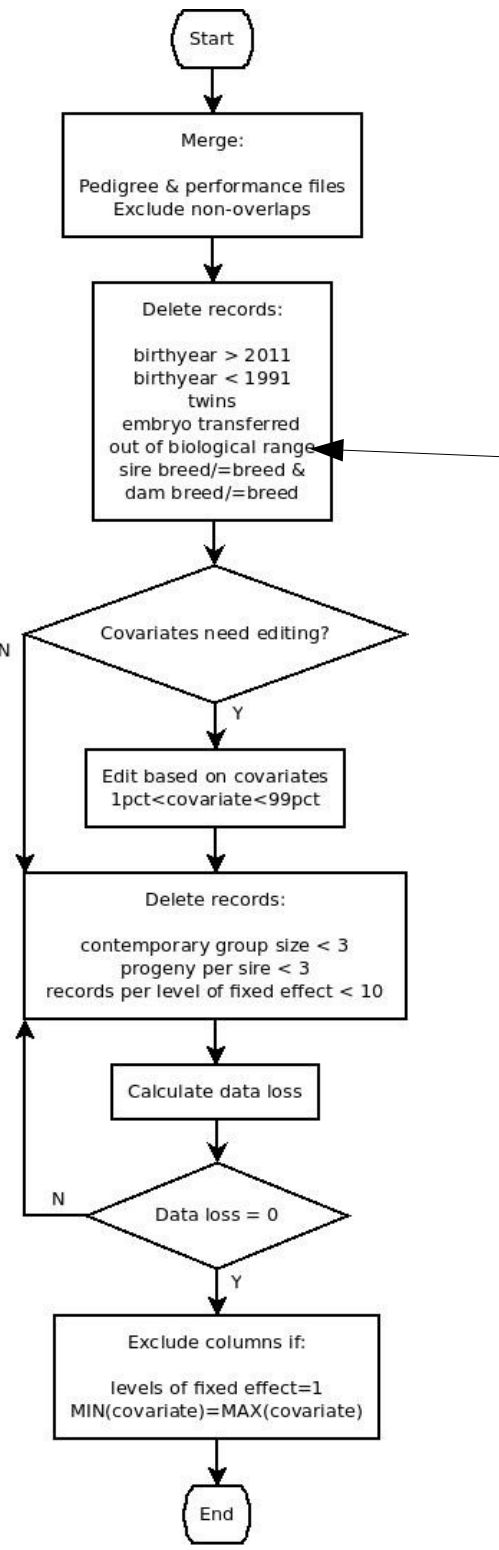 Start
Merge:
Pedigree & performance files
Exclude non-overlaps
Delete records:
birthyear > 2011
birthyear < 1991
twins
embryo transferred
out of biological range
sire breed/=breed &
dam breed/=breed
Covariates need editing?
N
Y
Edit based on covariates
1pct<covariate<99pct
Delete records:
contemporary group size < 3
progeny per sire < 3
records per level of fixed effect < 10
Calculate data loss
N
Data loss = 0
Y
Exclude columns if:
levels of fixed effect=1
MIN(covariate)=MAX(covariate)
End